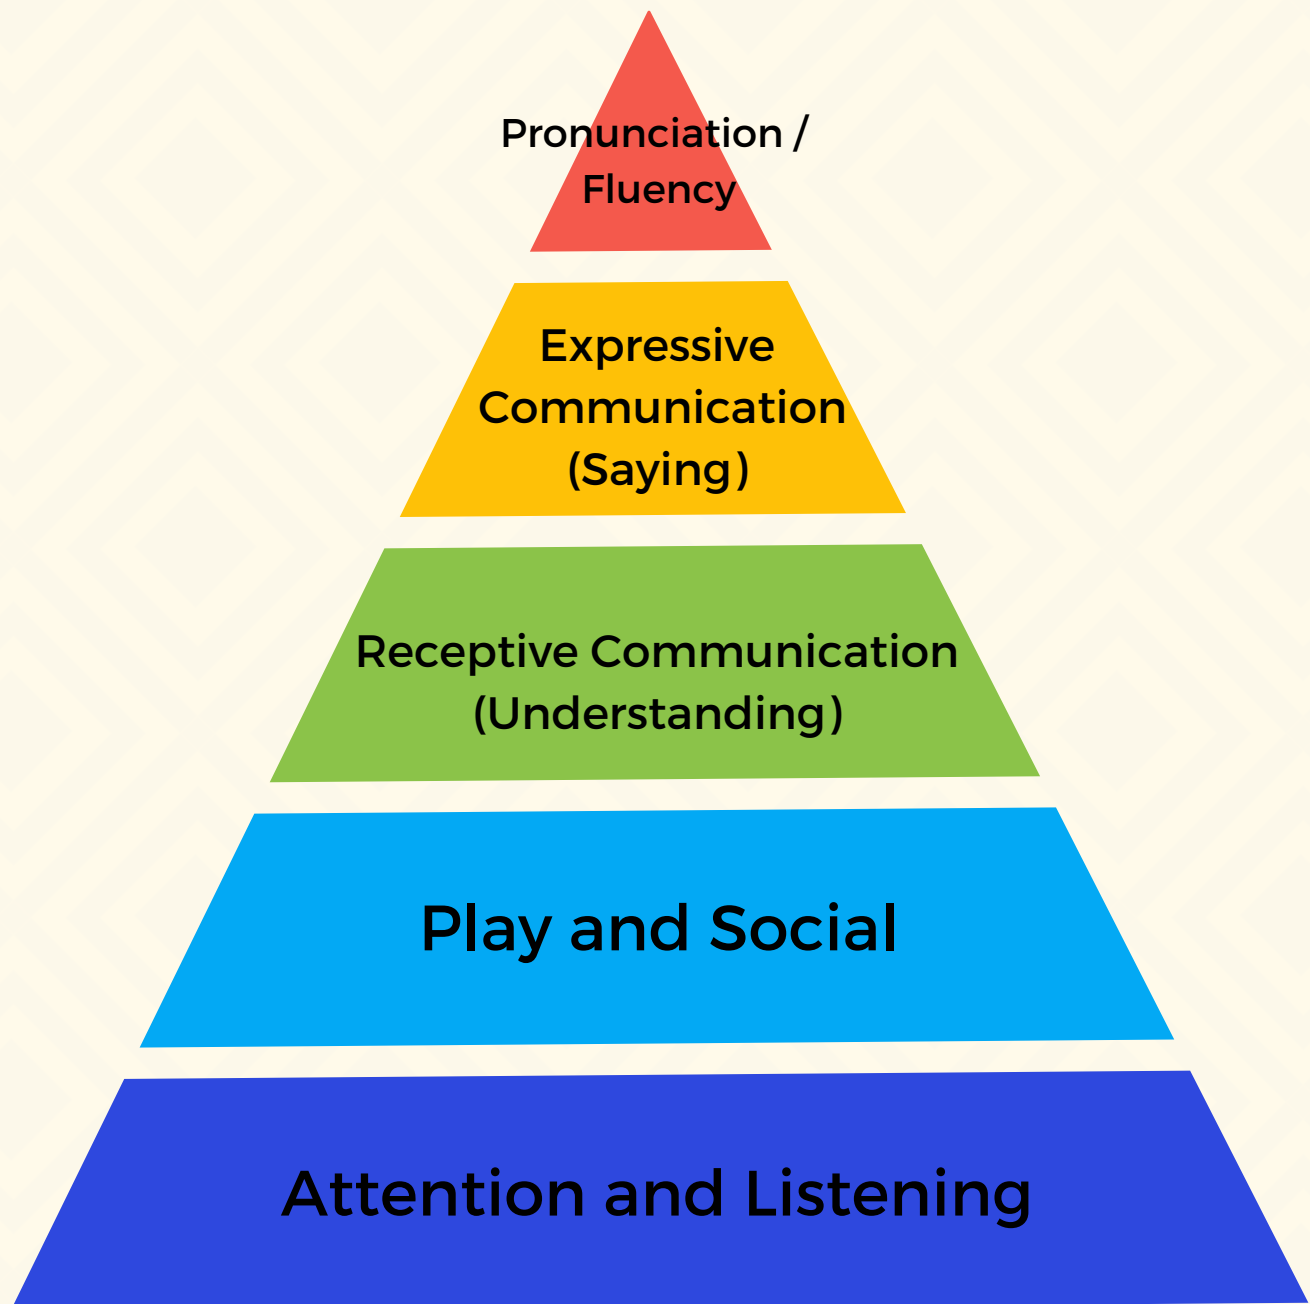 Pronunciation /
Fluency
Expressive
Communication
(Saying)
Receptive Communication
(Understanding)
Play and Social
Attention and Listening